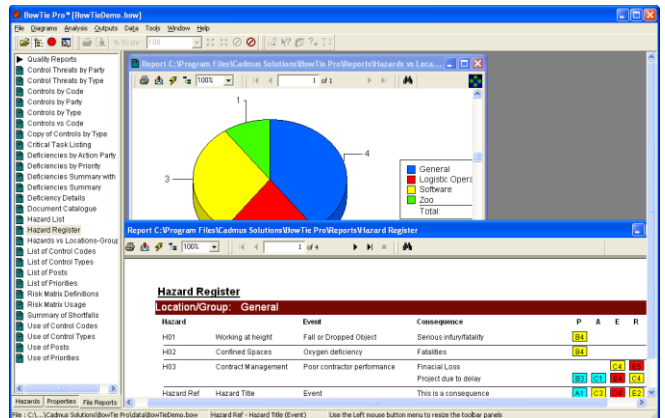 BowTie Pro™ [BowTieDemo.bow]
File Diagrams Analysis Outputs Data Tools Window Help
Scale 100
Quality Reports
Control Threats by Party
Control Threats by Type
Controls by Code
Controls by Party
Controls by Type
Controls vs Code
Copy of Controls by Type
Critical Task Listing
Deficiencies by Action Party
Deficiencies by Priority
Deficiencies Summary with
Deficiencies Summary
Deficiency Details
Document Catalogue
Hazard List
Hazard Register
Hazards vs Locations-Group
List of Control Codes
List of Control Types
List of Posts
List of Priorities
Risk Matrix Definitions
Risk Matrix Usage
Summary of Shortfalls
Use of Control Codes
Use of Control Types
Use of Posts
Use of Priorities
Hazards Properties File Reports
Report C:\Program Files\Cadmus Solutions\BowTie Pro\Reports\Hazards vs Loca...
100% 1 of 1
1
4
3
General
Logistic Opera
Software
Zoo
Total:
Report C:\Program Files\Cadmus Solutions\BowTie Pro\Reports\Hazard Register
100% 1 of 4
Hazard Register
Location/Group: General
Hazard Event Consequence P A E R
H01 Working at height Fall or Dropped Object Serious injury/fatality B4
H02 Confined Spaces Oxygen deficiency Fatalities B4
H03 Contract Management Poor contractor performance Finacial Loss C4 E5
Project due to delay B3 C1 E4 C4
Hazard Ref Hazard Title Event This is a consequence A1 C3 D4 E2
File : C:\...\Cadmus Solutions\BowTie Pro\data\BowTieDemo.bow Hazard Ref - Hazard Title (Event) Use the Left mouse button menu to resize the toolbar panels